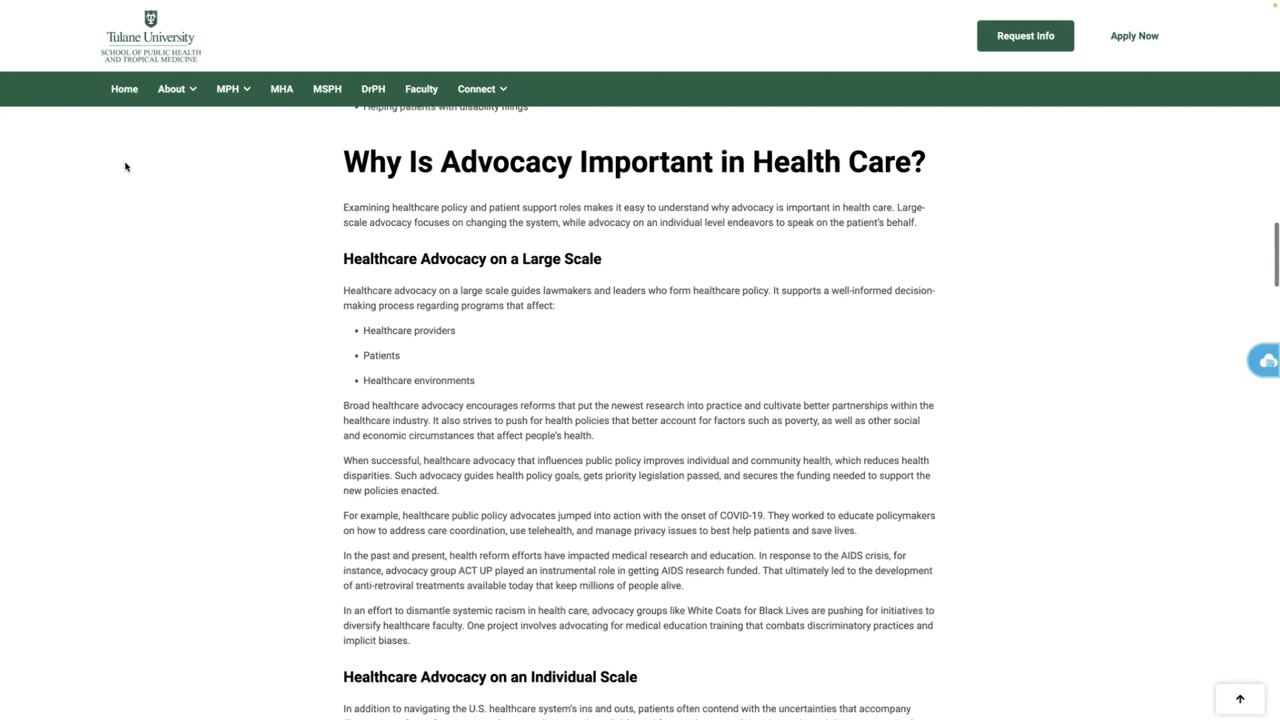 Tulane University
SCHOOL OF PUBLIC HEALTH
AND TROPICAL MEDICINE
Request Info
Apply Now
Home
About
MPH
MHA
MSPH
DrPH
Faculty
Connect
• Helping patients with disability filings
Why Is Advocacy Important in Health Care?
Examining healthcare policy and patient support roles makes it easy to understand why advocacy is important in health care. Large-
scale advocacy focuses on changing the system, while advocacy on an individual level endeavors to speak on the patient's behalf.
Healthcare Advocacy on a Large Scale
Healthcare advocacy on a large scale guides lawmakers and leaders who form healthcare policy. It supports a well-informed decision-
making process regarding programs that affect:
• Healthcare providers
• Patients
• Healthcare environments
Broad healthcare advocacy encourages reforms that put the newest research into practice and cultivate better partnerships within the
healthcare industry. It also strives to push for health policies that better account for factors such as poverty, as well as other social
and economic circumstances that affect people's health.
When successful, healthcare advocacy that influences public policy improves individual and community health, which reduces health
disparities. Such advocacy guides health policy goals, gets priority legislation passed, and secures the funding needed to support the
new policies enacted.
For example, healthcare public policy advocates jumped into action with the onset of COVID-19. They worked to educate policymakers
on how to address care coordination, use telehealth, and manage privacy issues to best help patients and save lives.
In the past and present, health reform efforts have impacted medical research and education. In response to the AIDS crisis, for
instance, advocacy group ACT UP played an instrumental role in getting AIDS research funded. That ultimately led to the development
of anti-retroviral treatments available today that keep millions of people alive.
In an effort to dismantle systemic racism in health care, advocacy groups like White Coats for Black Lives are pushing for initiatives to
diversify healthcare faculty. One project involves advocating for medical education training that combats discriminatory practices and
implicit biases.
Healthcare Advocacy on an Individual Scale
In addition to navigating the U.S. healthcare system's ins and outs, patients often contend with the uncertainties that accompany